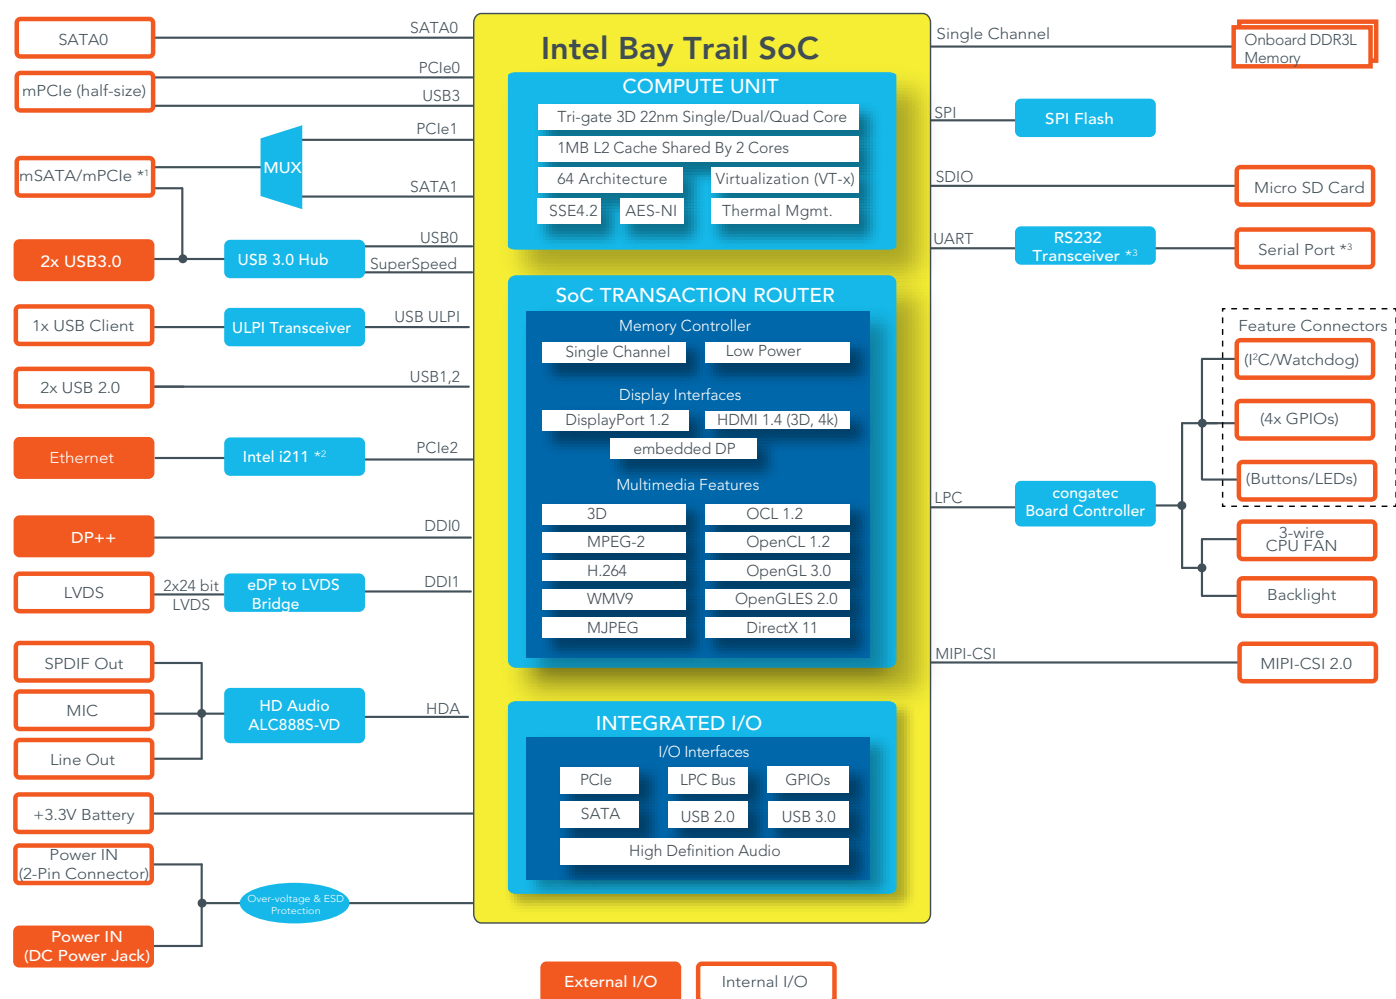 SATA0
SATA0
mPCIe (half-size)
PCIe0
USB3
mSATA/mPCIe *1
MUX
PCIe1
SATA1
2x USB3.0
USB 3.0 Hub
USB0
SuperSpeed
1x USB Client
ULPI Transceiver
USB ULPI
2x USB 2.0
USB1,2
Ethernet
Intel i211 *2
PCIe2
DP++
DDI0
LVDS
2x24 bit
LVDS
eDP to LVDS
Bridge
DDI1
SPDIF Out
MIC
Line Out
HD Audio
ALC888S-VD
HDA
+3.3V Battery
Power IN
(2-Pin Connector)
Over-voltage & ESD
Protection
Power IN
(DC Power Jack)
Intel Bay Trail SoC
COMPUTE UNIT
Tri-gate 3D 22nm Single/Dual/Quad Core
1MB L2 Cache Shared By 2 Cores
64 Architecture
Virtualization (VT-x)
SSE4.2
AES-NI
Thermal Mgmt.
SoC TRANSACTION ROUTER
Memory Controller
Single Channel
Low Power
Display Interfaces
DisplayPort 1.2
HDMI 1.4 (3D, 4k)
embedded DP
Multimedia Features
3D
OCL 1.2
MPEG-2
OpenCL 1.2
H.264
OpenGL 3.0
WMV9
OpenGLES 2.0
MJPEG
DirectX 11
INTEGRATED I/O
I/O Interfaces
PCIe
LPC Bus
GPIOs
SATA
USB 2.0
USB 3.0
High Definition Audio
Single Channel
Onboard DDR3L
Memory
SPI
SPI Flash
SDIO
Micro SD Card
UART
RS232
Transceiver *3
Serial Port *3
Feature Connectors
(I²C/Watchdog)
(4x GPIOs)
(Buttons/LEDs)
LPC
congatec
Board Controller
3-wire
CPU FAN
Backlight
MIPI-CSI
MIPI-CSI 2.0
External I/O
Internal I/O